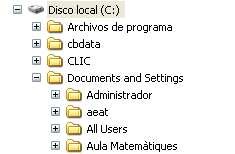 Disco local (C:)
Archivos de programa
cbdata
CLIC
Documents and Settings
Administrador
aeat
All Users
Aula Matemàtiques